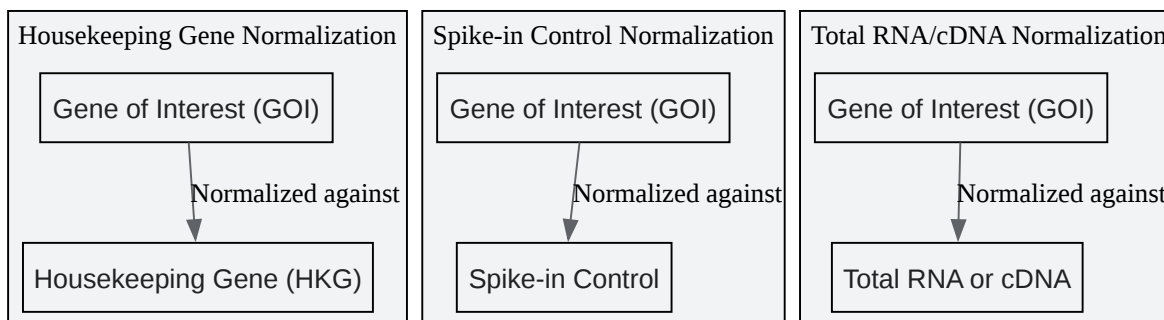 Housekeeping Gene Normalization
Gene of Interest (GOI)
Normalized against
Housekeeping Gene (HKG)
Spike-in Control Normalization
Gene of Interest (GOI)
Normalized against
Spike-in Control
Total RNA/cDNA Normalization
Gene of Interest (GOI)
Normalized against
Total RNA or cDNA